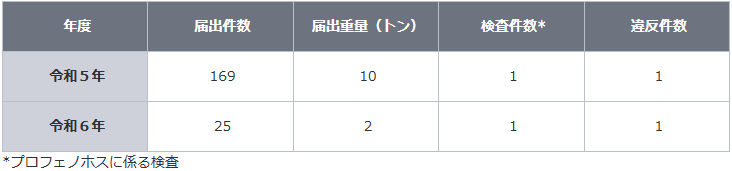 年度 届出件数 届出重量（トン） 検査件数* 違反件数
令和５年 169 10 1 1
令和６年 25 2 1 1
*プロフェノホスに係る検査